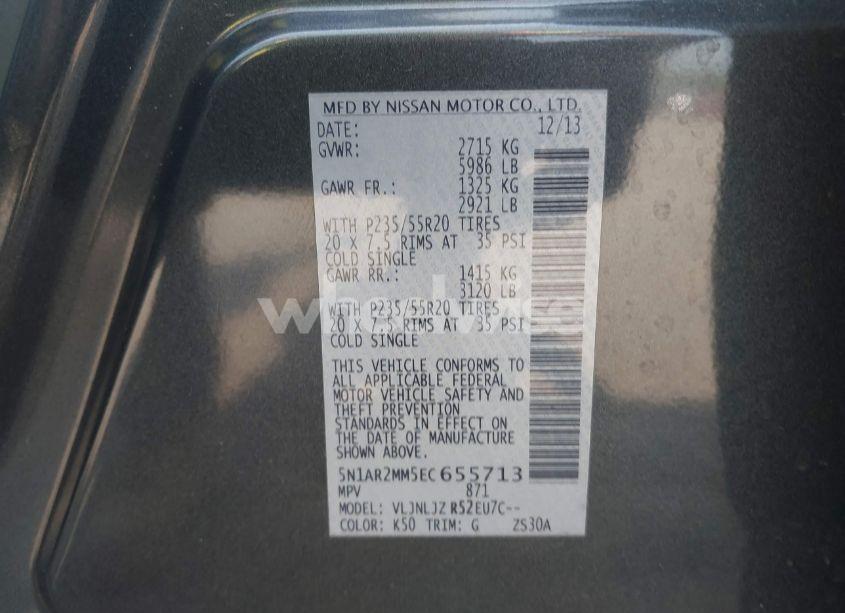 MFD BY NISSAN MOTOR CO., LTD.
DATE: 12/13
GVWR: 2715 KG
5986 LB
GAWR FR.: 1325 KG
2921 LB
WITH P235/55R20 TIRES
20 X 7.5 RIMS AT 35 PSI
COLD SINGLE
GAWR RR.: 1415 KG
3120 LB
WITH P235/55R20 TIRES
20 X 7.5 RIMS AT 35 PSI
COLD SINGLE
THIS VEHICLE CONFORMS TO
ALL APPLICABLE FEDERAL
MOTOR VEHICLE SAFETY AND
THEFT PREVENTION
STANDARDS IN EFFECT ON
THE DATE OF MANUFACTURE
SHOWN ABOVE.
5N1AR2MM5EC655713
MPV 871
MODEL: VLJNLJZ R52EU7C--
COLOR: K50 TRIM: G ZS30A